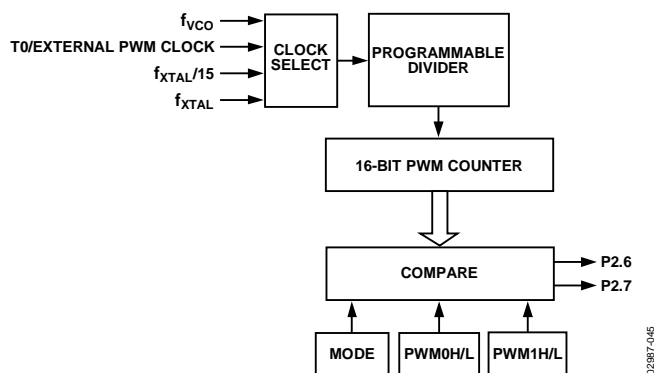 fVCO
T0/EXTERNAL PWM CLOCK
fXTAL/15
fXTAL
CLOCK
SELECT
PROGRAMMABLE
DIVIDER
16-BIT PWM COUNTER
COMPARE
P2.6
P2.7
MODE
PWM0H/L
PWM1H/L
02987-045